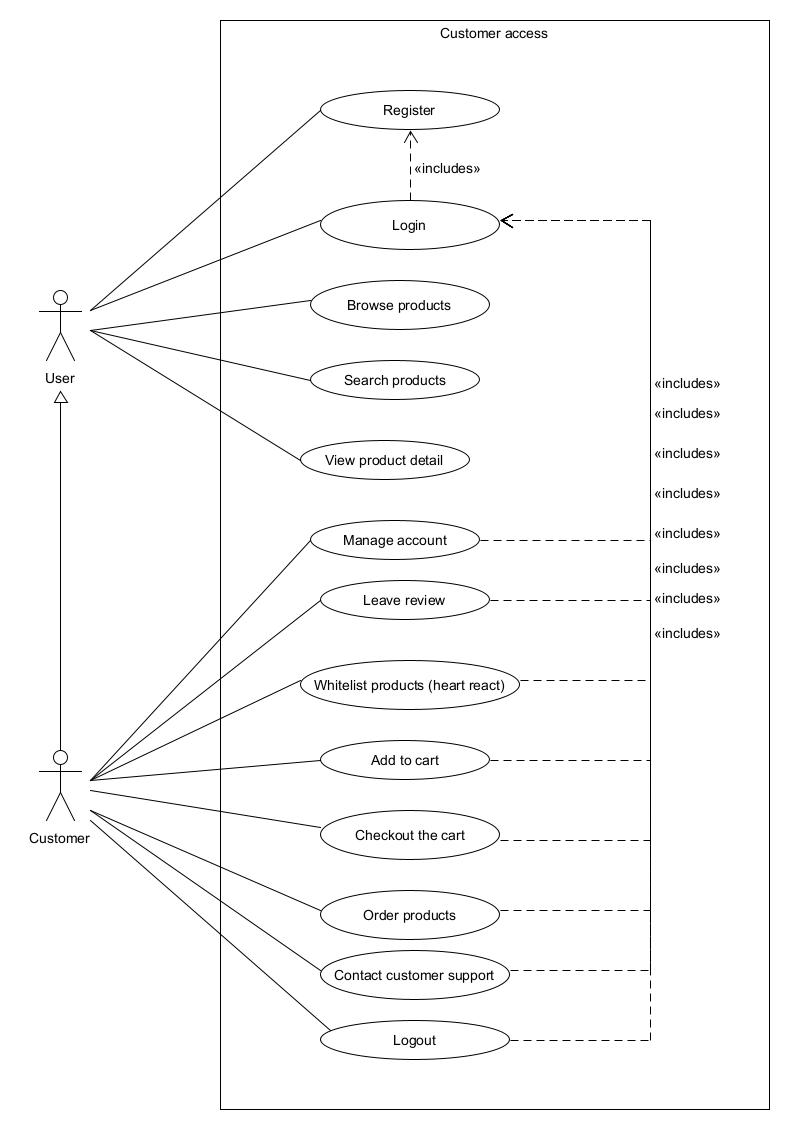 Customer access
Register
«includes»
Login
Browse products
User
Search products
«includes»
«includes»
View product detail
«includes»
«includes»
Manage account
«includes»
«includes»
Leave review
«includes»
«includes»
Whitelist products (heart react)
Add to cart
Customer
Checkout the cart
Order products
Contact customer support
Logout